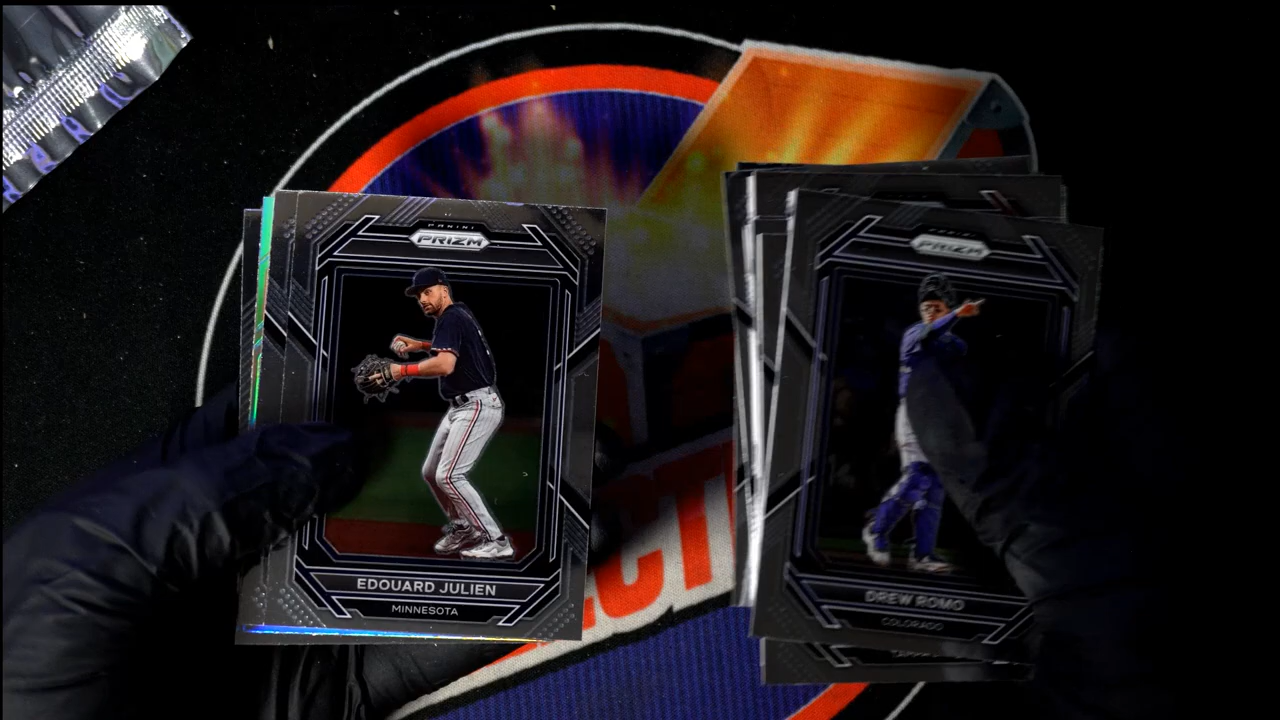 PANINI
PRIZM
EDOUARD JULIEN
MINNESOTA
PANINI
PRIZM
DREW ROMO
COLORADO